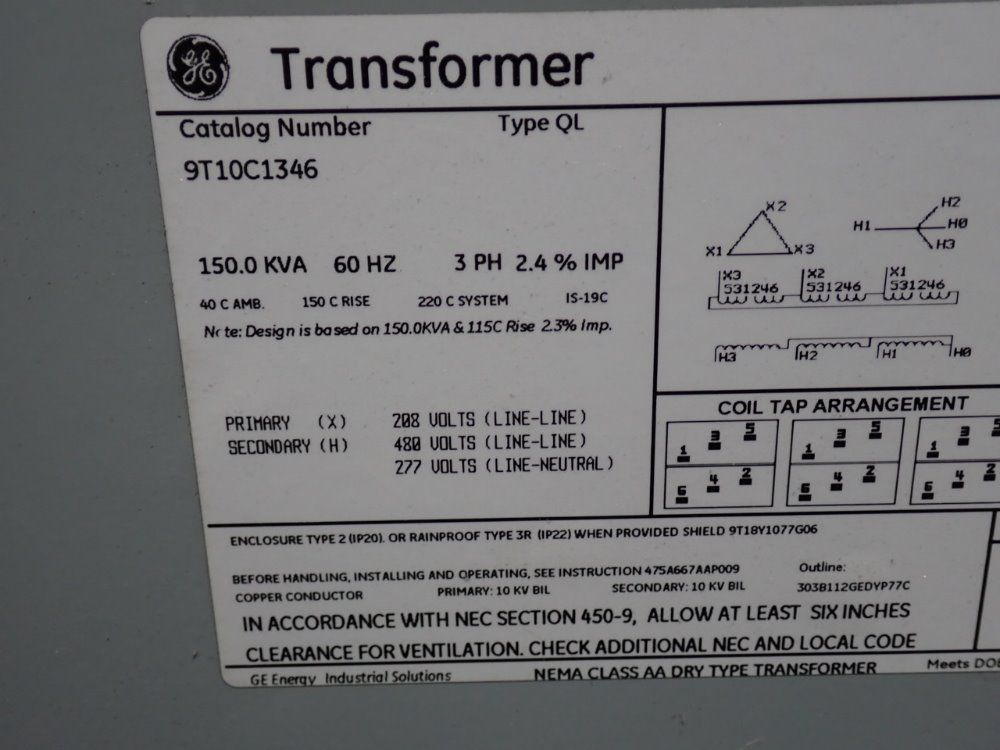 GE Transformer
Catalog Number Type QL
9T10C1346
150.0 KVA 60 HZ 3 PH 2.4 % IMP
40 C AMB. 150 C RISE 220 C SYSTEM IS-19C
Note: Design is based on 150.0KVA & 115C Rise 2.3% Imp.
PRIMARY (X) 208 VOLTS (LINE-LINE)
SECONDARY (H) 480 VOLTS (LINE-LINE)
277 VOLTS (LINE-NEUTRAL)
X2
X1 X3
H2
H1 H0
H3
X3 X2 X1
531246 531246 531246
H3 H2 H1 H0
COIL TAP ARRANGEMENT
1 3 5 1 3 5 1 3 5
6 4 2 6 4 2 6 4 2
ENCLOSURE TYPE 2 (IP20). OR RAINPROOF TYPE 3R (IP22) WHEN PROVIDED SHIELD 9T18Y1077G06
BEFORE HANDLING, INSTALLING AND OPERATING, SEE INSTRUCTION 475A667AAP009 Outline:
COPPER CONDUCTOR PRIMARY: 10 KV BIL SECONDARY: 10 KV BIL 303B112GEDYP77C
IN ACCORDANCE WITH NEC SECTION 450-9, ALLOW AT LEAST SIX INCHES
CLEARANCE FOR VENTILATION. CHECK ADDITIONAL NEC AND LOCAL CODE
GE Energy Industrial Solutions NEMA CLASS AA DRY TYPE TRANSFORMER Meets DOE